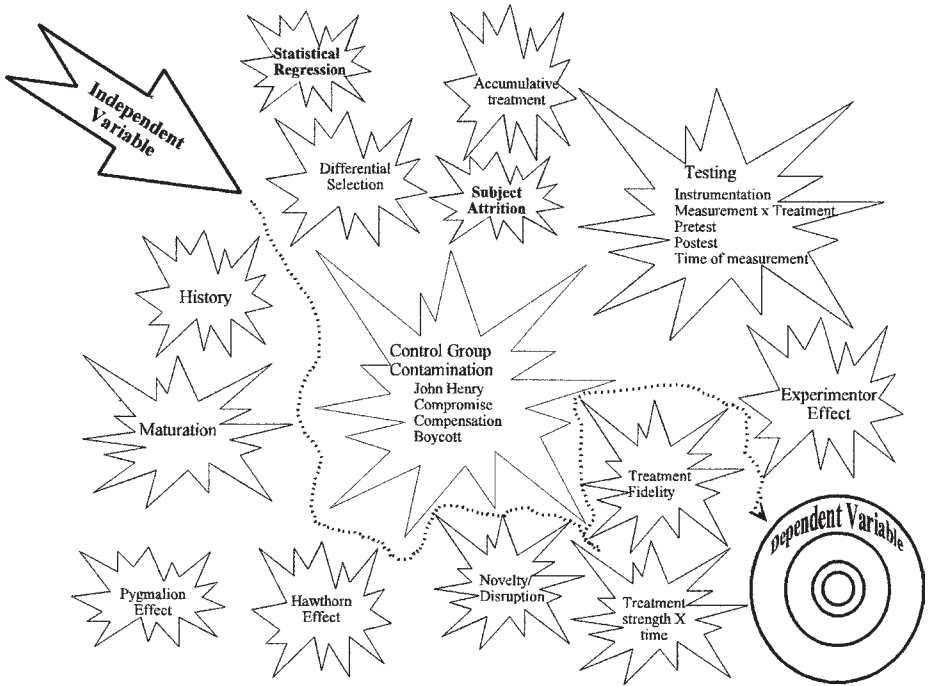 Independent
Variable
Statistical
Regression
Accumulative
treatment
Differential
Selection
Subject
Attrition
Testing
Instrumentation
Measurement x Treatment
Pretest
Postest
Time of measurement
History
Control Group
Contamination
John Henry
Compromise
Compensation
Boycott
Maturation
Experimentor
Effect
Treatment
Fidelity
Dependent Variable
Pygmalion
Effect
Hawthorn
Effect
Novelty/
Disruption
Treatment
strength X
time